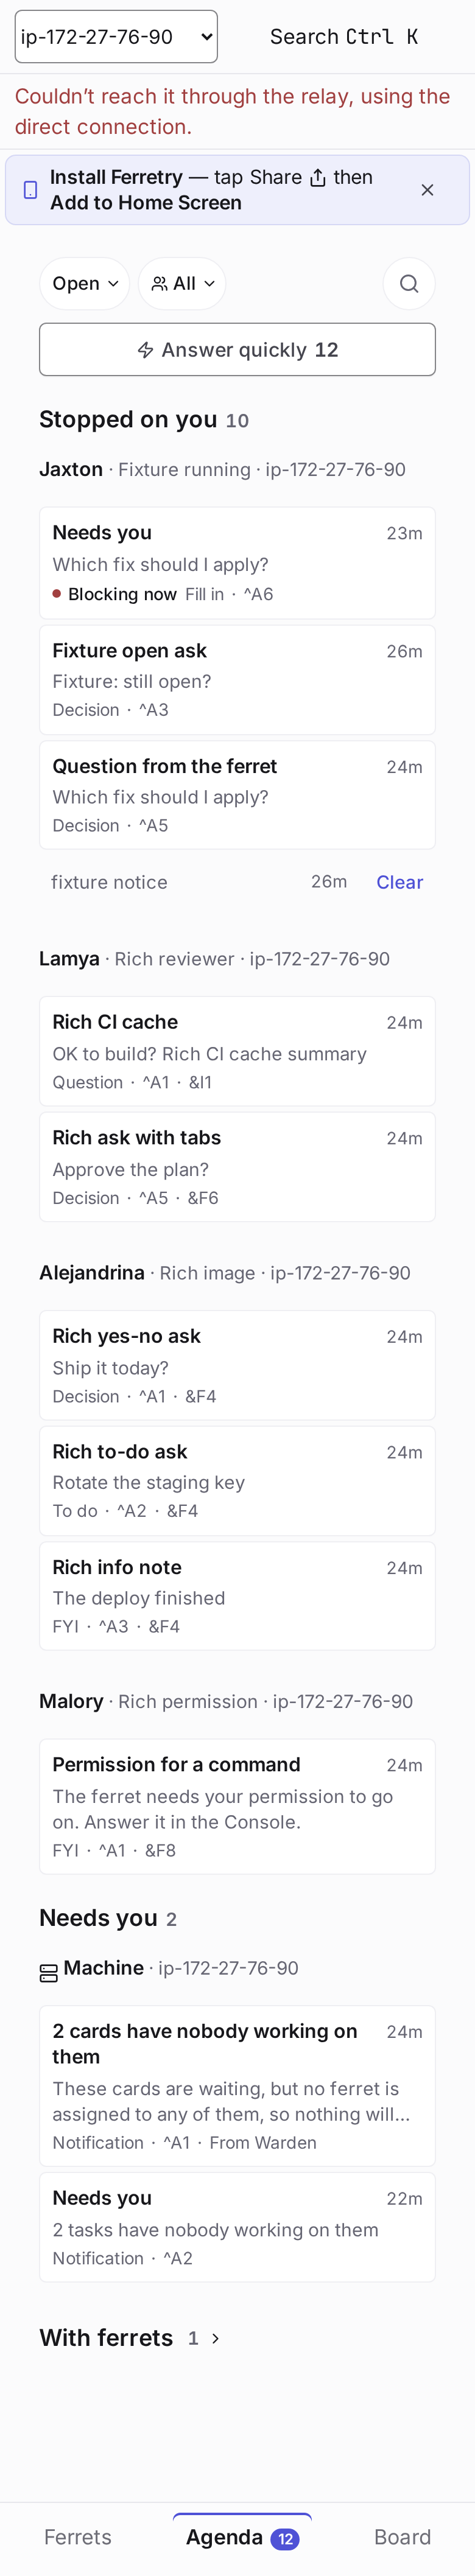 ip-172-27-76-90
Search Ctrl K
Couldn’t reach it through the relay, using the
direct connection.
Install Ferretry — tap Share then
Add to Home Screen
Open
All
Answer quickly 12
Stopped on you 10
Jaxton · Fixture running · ip-172-27-76-90
Needs you 23m
Which fix should I apply?
Blocking now Fill in · ^A6
Fixture open ask 26m
Fixture: still open?
Decision · ^A3
Question from the ferret 24m
Which fix should I apply?
Decision · ^A5
fixture notice 26m Clear
Lamya · Rich reviewer · ip-172-27-76-90
Rich CI cache 24m
OK to build? Rich CI cache summary
Question · ^A1 · &I1
Rich ask with tabs 24m
Approve the plan?
Decision · ^A5 · &F6
Alejandrina · Rich image · ip-172-27-76-90
Rich yes-no ask 24m
Ship it today?
Decision · ^A1 · &F4
Rich to-do ask 24m
Rotate the staging key
To do · ^A2 · &F4
Rich info note 24m
The deploy finished
FYI · ^A3 · &F4
Malory · Rich permission · ip-172-27-76-90
Permission for a command 24m
The ferret needs your permission to go
on. Answer it in the Console.
FYI · ^A1 · &F8
Needs you 2
Machine · ip-172-27-76-90
2 cards have nobody working on 24m
them
These cards are waiting, but no ferret is
assigned to any of them, so nothing will…
Notification · ^A1 · From Warden
Needs you 22m
2 tasks have nobody working on them
Notification · ^A2
With ferrets 1
Ferrets
Agenda 12
Board